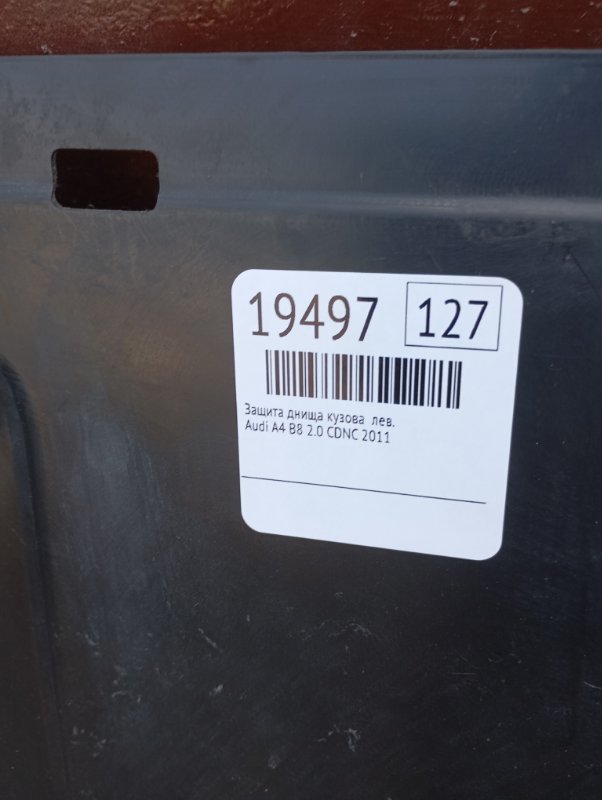 19497 127
Защита днища кузова лев.
Audi A4 B8 2.0 CDNC 2011